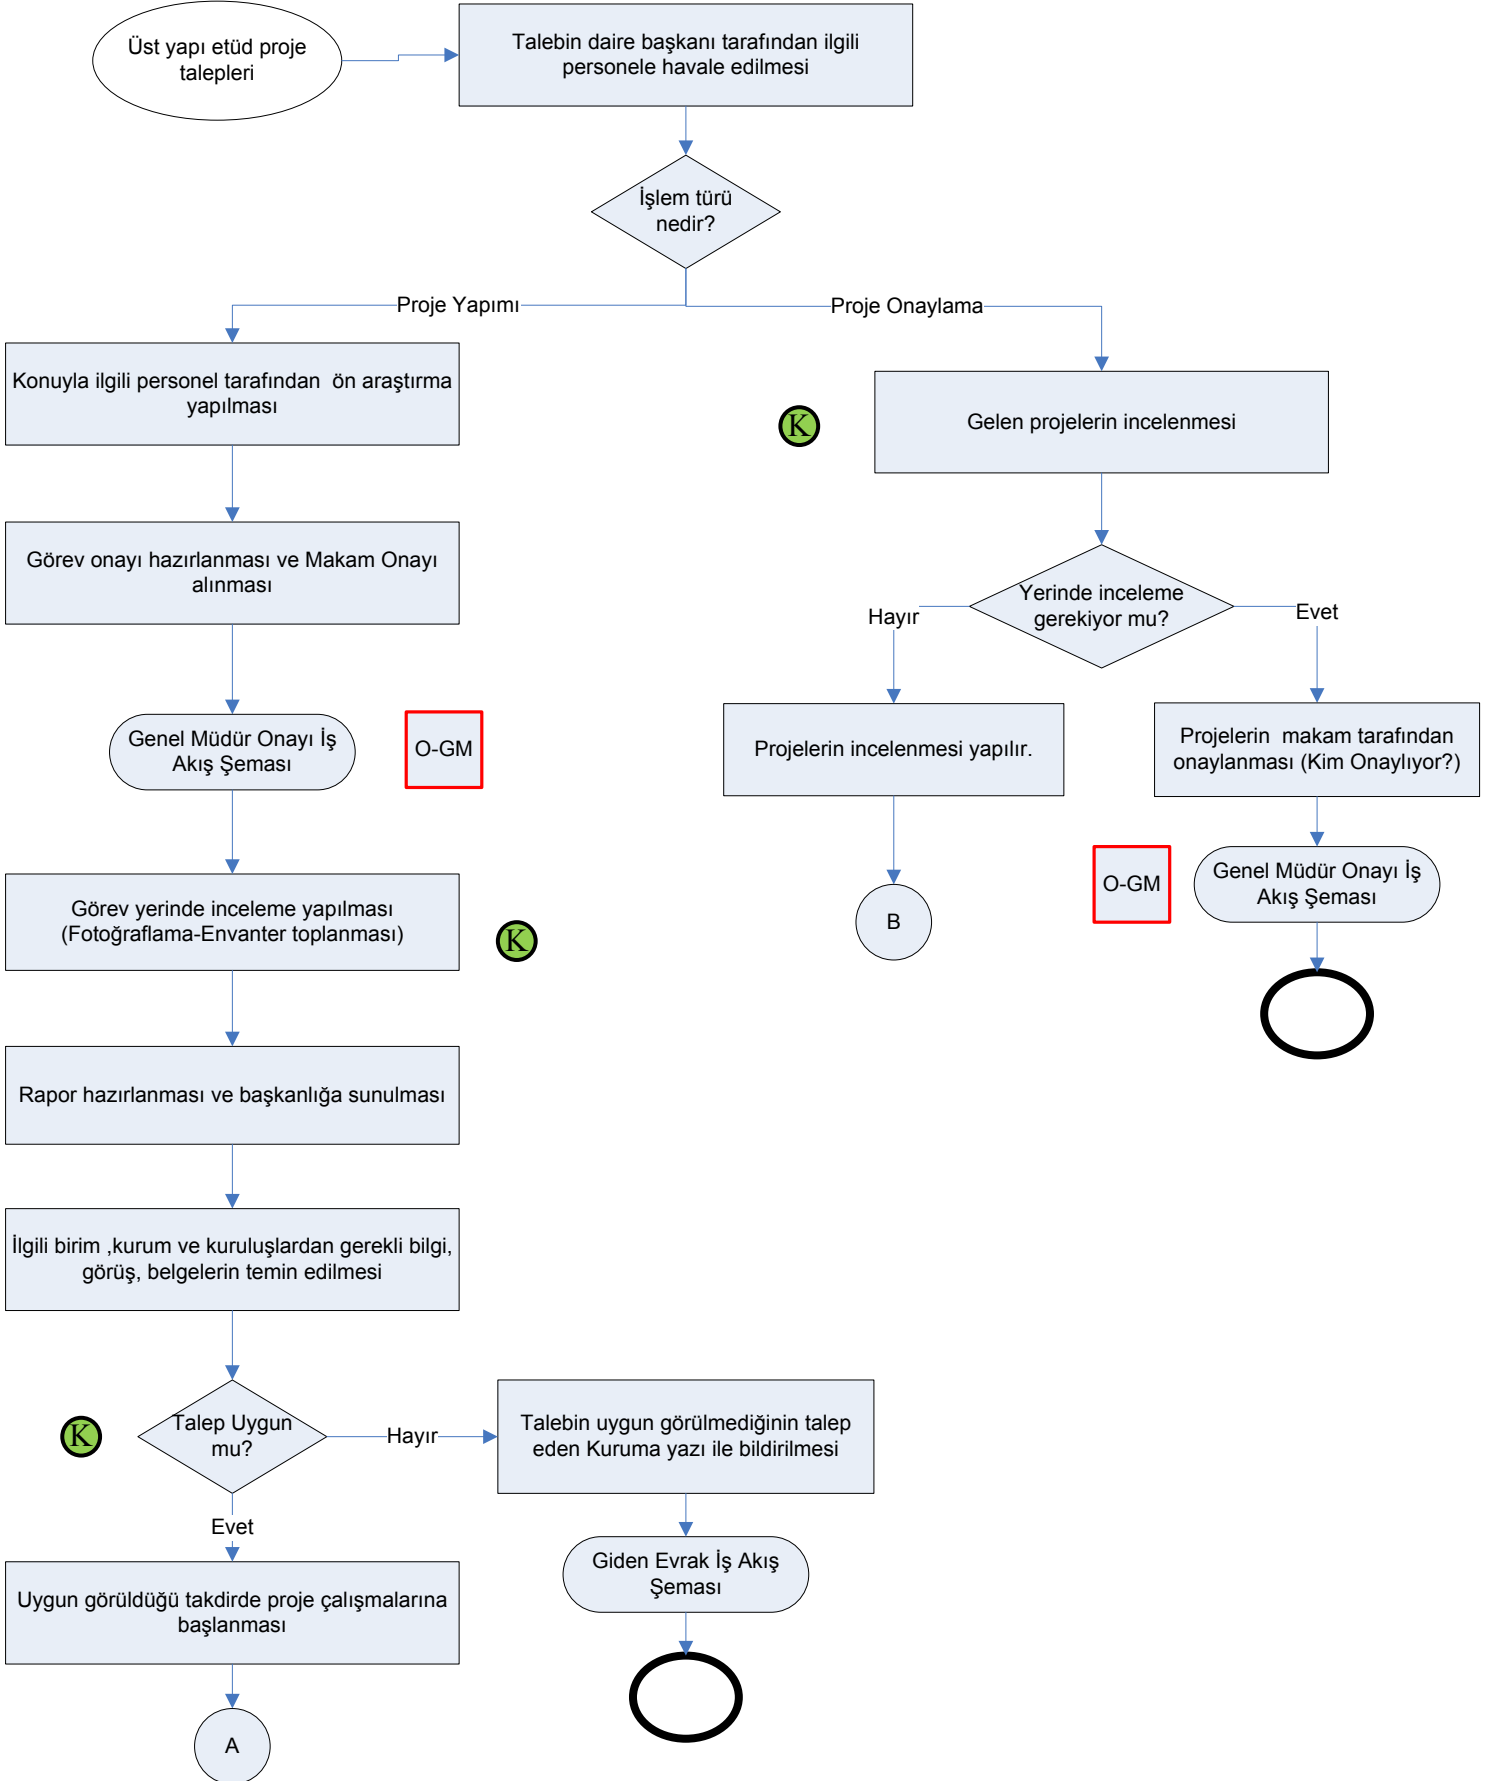 Üst yapı etüd proje
talepleri
Talebin daire başkanı tarafından ilgili
personele havale edilmesi
İşlem türü
nedir?
Proje Yapımı
Proje Onaylama
Konuyla ilgili personel tarafından  ön araştırma
yapılması
K
Gelen projelerin incelenmesi
Görev onayı hazırlanması ve Makam Onayı
alınması
Yerinde inceleme
gerekiyor mu?
Hayır
Evet
Genel Müdür Onayı İş
Akış Şeması
O-GM
Projelerin incelenmesi yapılır.
Projelerin  makam tarafından
onaylanması (Kim Onaylıyor?)
O-GM
Genel Müdür Onayı İş
Akış Şeması
B
Görev yerinde inceleme yapılması
(Fotoğraflama-Envanter toplanması)
K
Rapor hazırlanması ve başkanlığa sunulması
İlgili birim ,kurum ve kuruluşlardan gerekli bilgi,
görüş, belgelerin temin edilmesi
K
Talep Uygun
mu?
Hayır
Talebin uygun görülmediğinin talep
eden Kuruma yazı ile bildirilmesi
Evet
Giden Evrak İş Akış
Şeması
Uygun görüldüğü takdirde proje çalışmalarına
başlanması
A